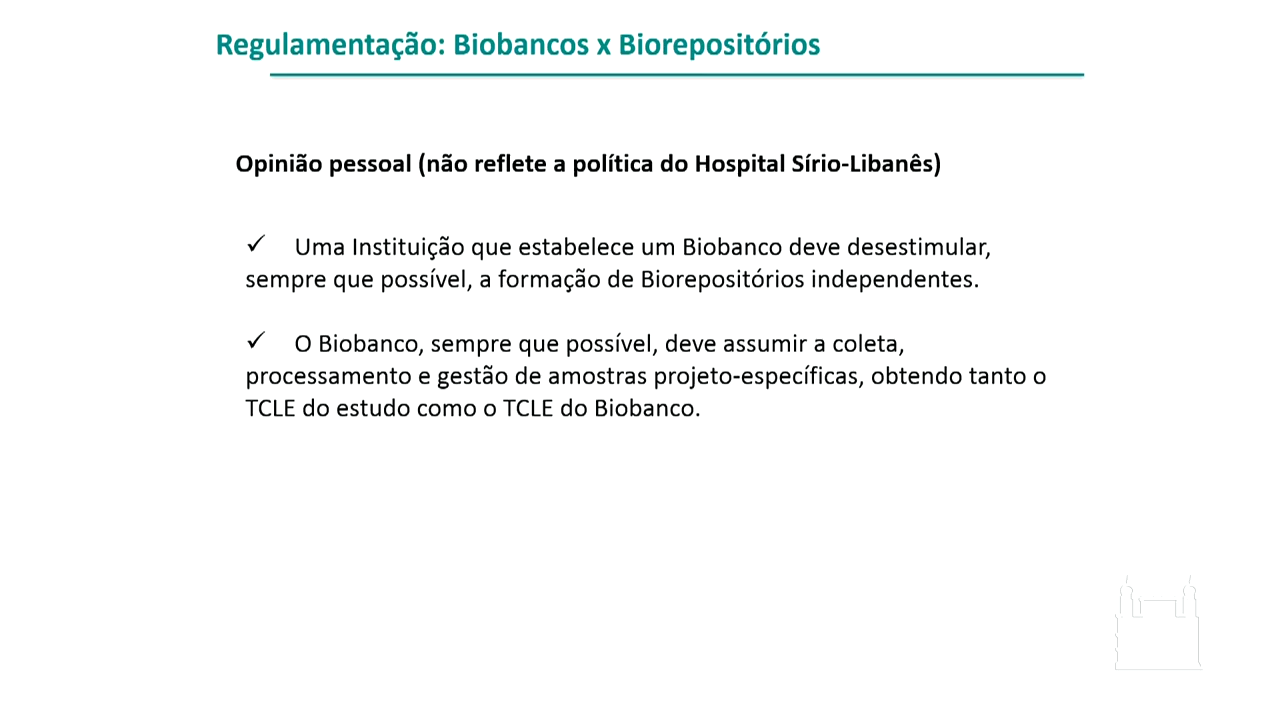 Regulamentação: Biobancos x Biorepositórios
Opinião pessoal (não reflete a política do Hospital Sírio-Libanês)
✓ Uma Instituição que estabelece um Biobanco deve desestimular,
sempre que possível, a formação de Biorepositórios independentes.
✓ O Biobanco, sempre que possível, deve assumir a coleta,
processamento e gestão de amostras projeto-específicas, obtendo tanto o
TCLE do estudo como o TCLE do Biobanco.